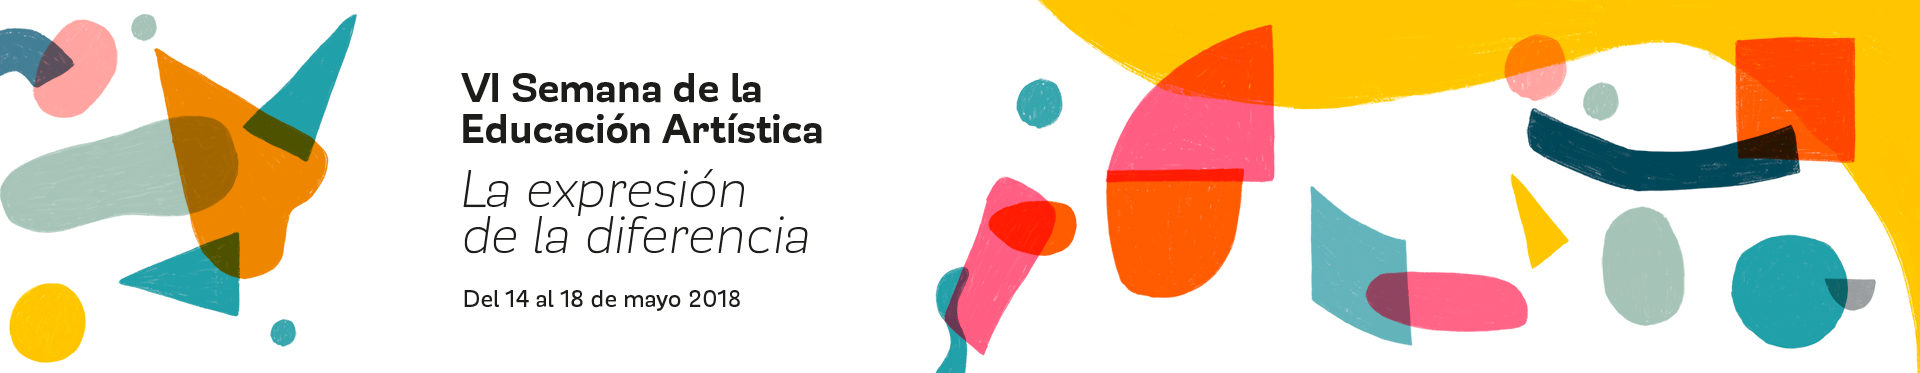 VI Semana de la
Educación Artística
La expresión
de la diferencia
Del 14 al 18 de mayo 2018